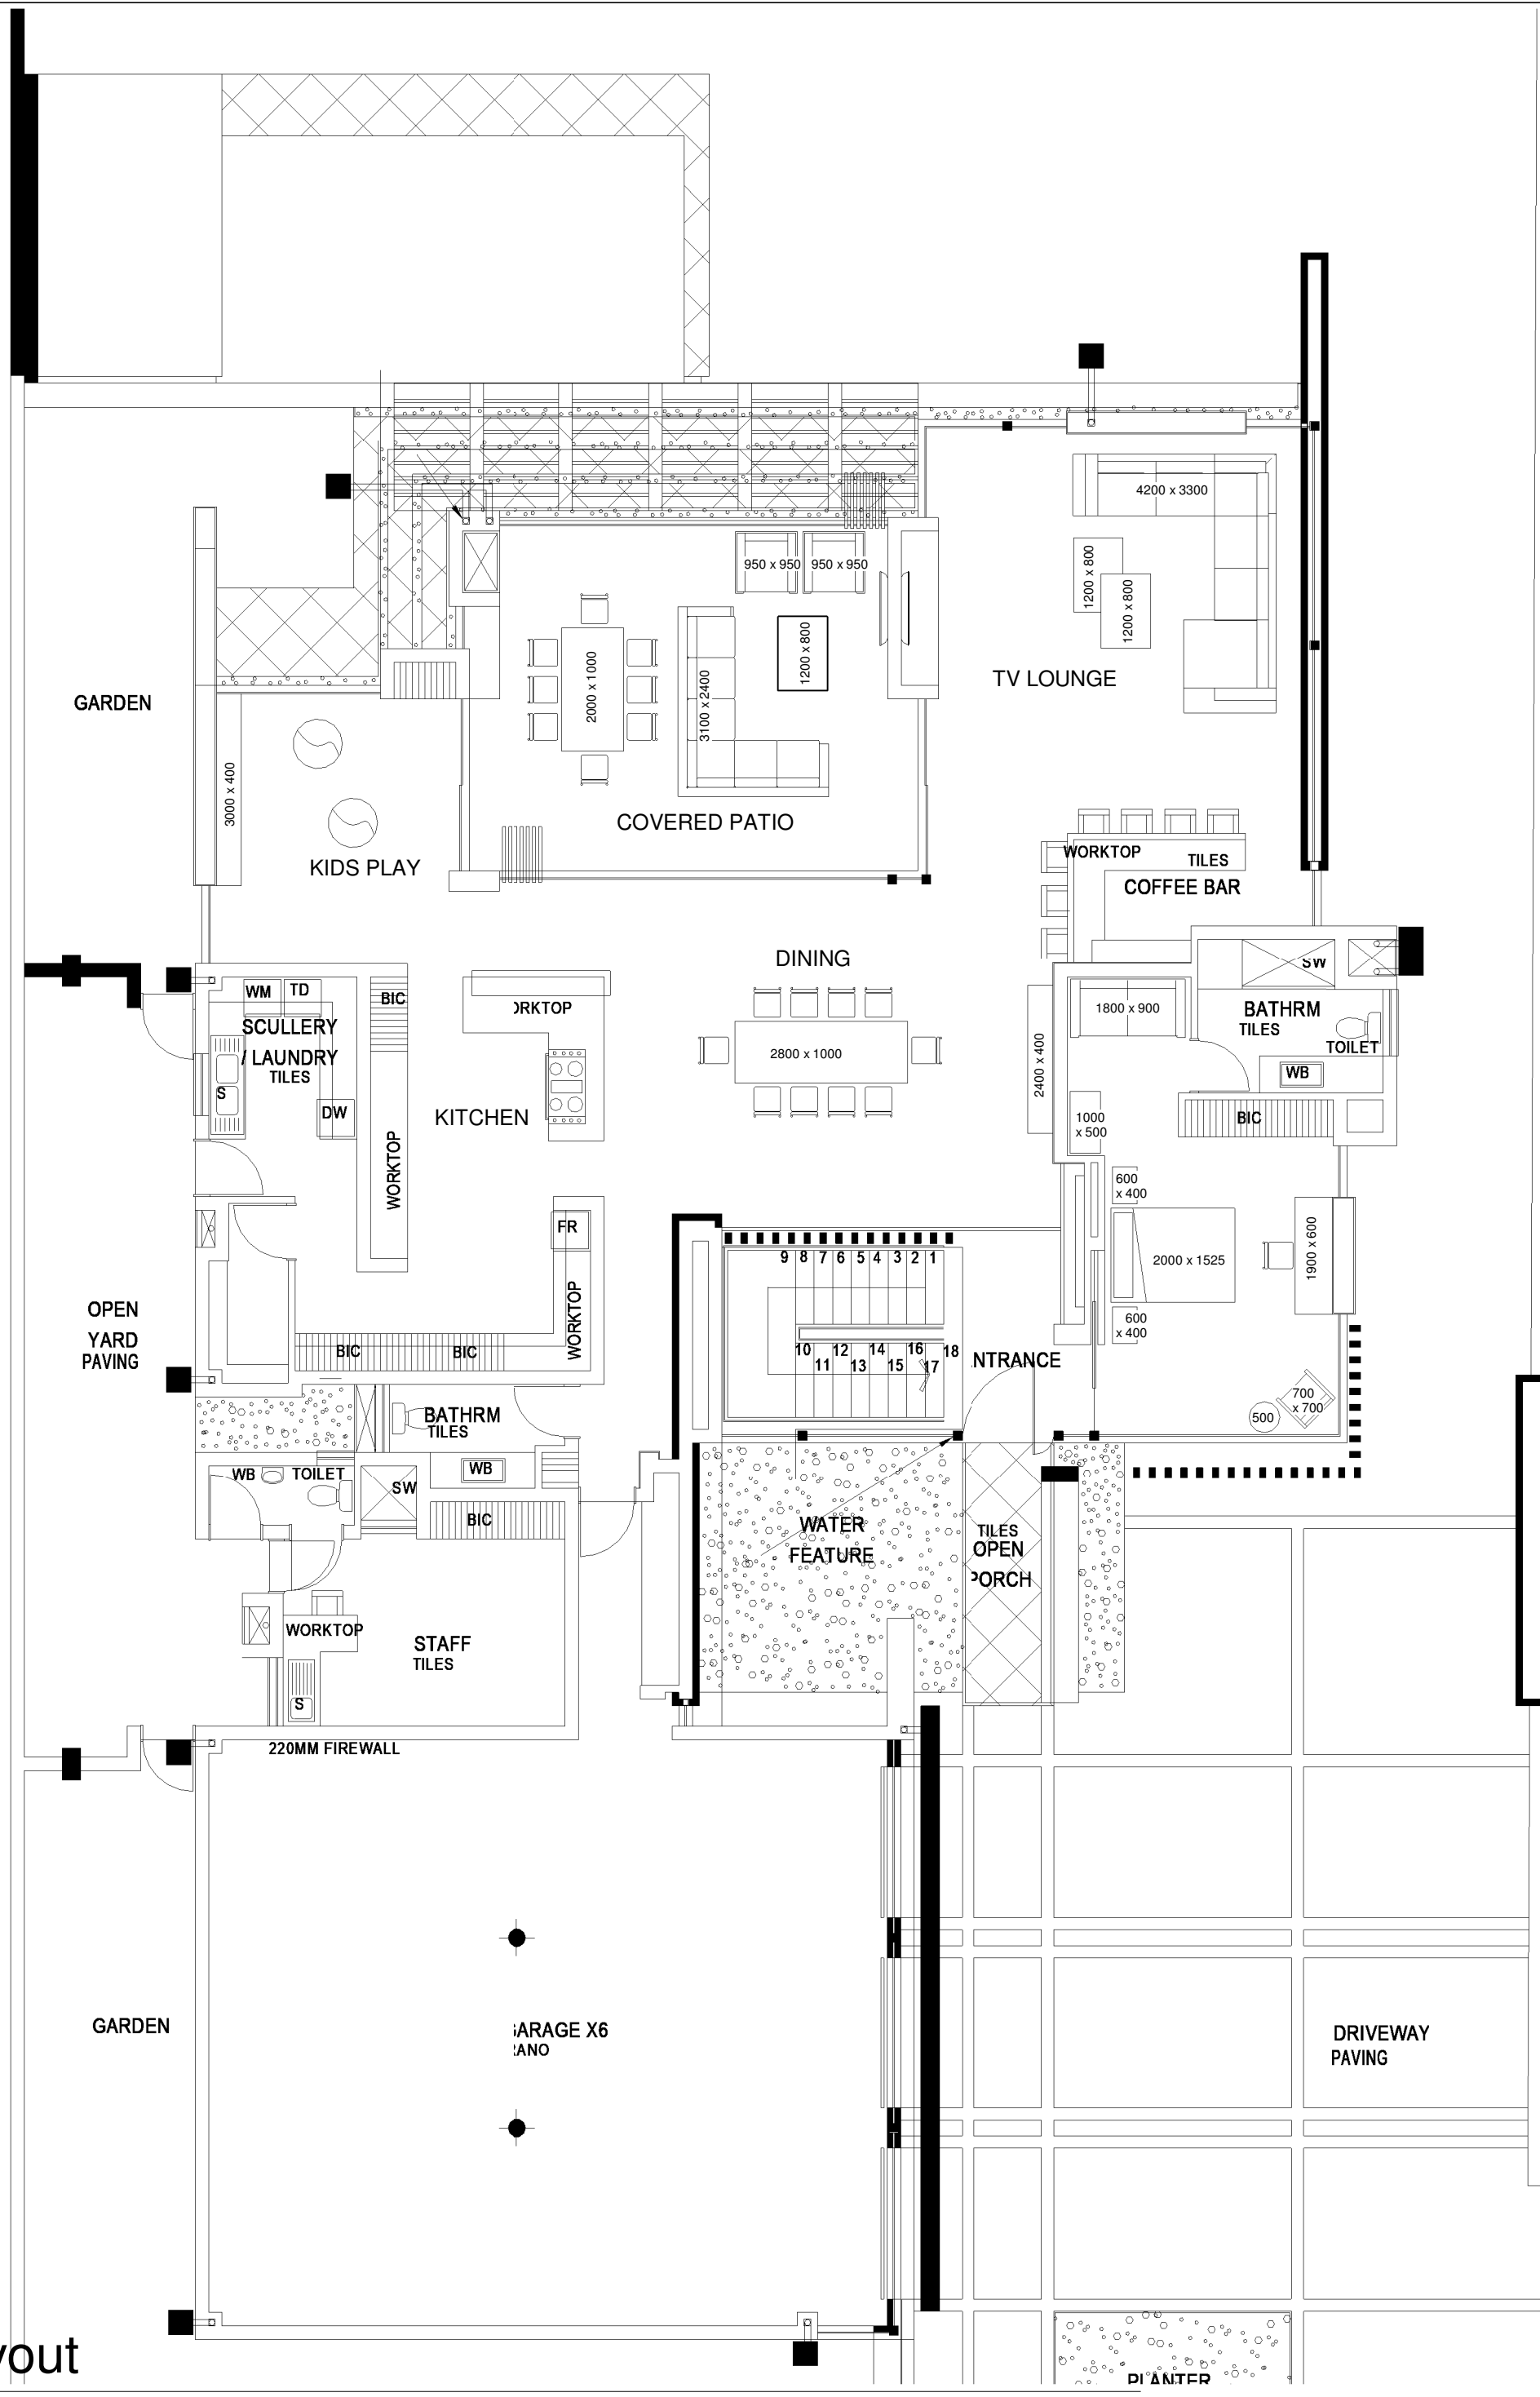 4200 x 3300
950 x 950
950 x 950
1200 x 800
1200 x 800
1200 x 800
2000 x 1000
3100 x 2400
TV LOUNGE
GARDEN
3000 x 400
COVERED PATIO
KIDS PLAY
WORKTOP
TILES
COFFEE BAR
DINING
SW
WM
TD
BIC
ORKTOP
1800 x 900
BATHRM
TILES
TOILET
SCULLERY
/ LAUNDRY
TILES
2800 x 1000
2400 x 400
WB
S
DW
KITCHEN
1000
x 500
BIC
WORKTOP
600
x 400
FR
9 8 7 6 5 4 3 2 1
2000 x 1525
1900 x 600
OPEN
YARD
PAVING
WORKTOP
600
x 400
BIC
BIC
10 11 12 13 14 15 16 17 18
NTRANCE
700
x 700
500
BATHRM
TILES
WB
TOILET
WB
SW
BIC
WATER
FEATURE
TILES
OPEN
PORCH
WORKTOP
STAFF
TILES
S
220MM FIREWALL
GARDEN
GARAGE X6
RANO
DRIVEWAY
PAVING
yout
PLANTER